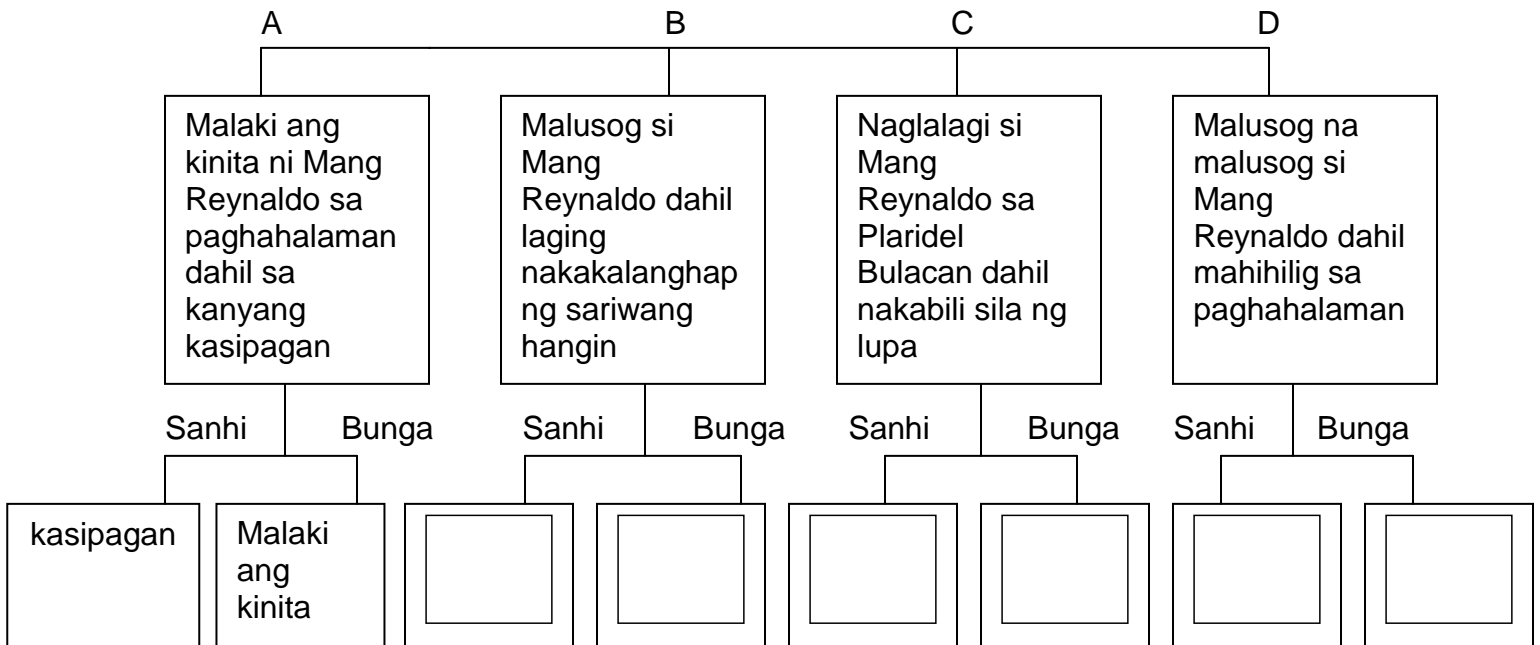 A B C D
Malaki ang
kinita ni Mang
Reynaldo sa
paghahalaman
dahil sa
kanyang
kasipagan
Malusog si
Mang
Reynaldo dahil
laging
nakakalanghap
ng sariwang
hangin
Naglalagi si
Mang
Reynaldo sa
Plaridel
Bulacan dahil
nakabili sila ng
lupa
Malusog na
malusog si
Mang
Reynaldo dahil
mahihilig sa
paghahalaman
Sanhi Bunga Sanhi Bunga Sanhi Bunga Sanhi Bunga
kasipagan
Malaki
ang
kinita